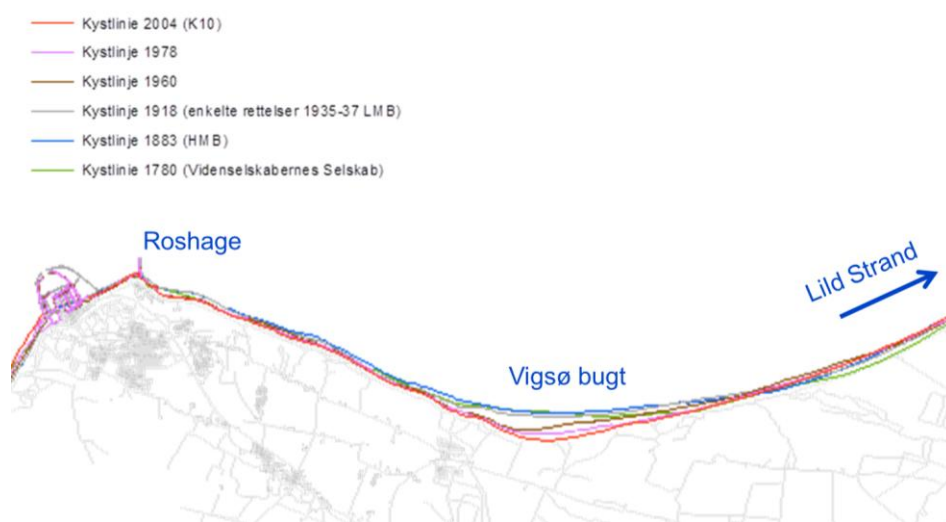 Kystlinie 2004 (K10)
Kystlinje 1978
Kystlinje 1960
Kystlinje 1918 (enkelte rettelser 1935-37 LMB)
Kystlinje 1883 (HMB)
Kystlinie 1780 (Videnselskabernes Selskab)
Roshage
Lild Strand
Vigsø bugt